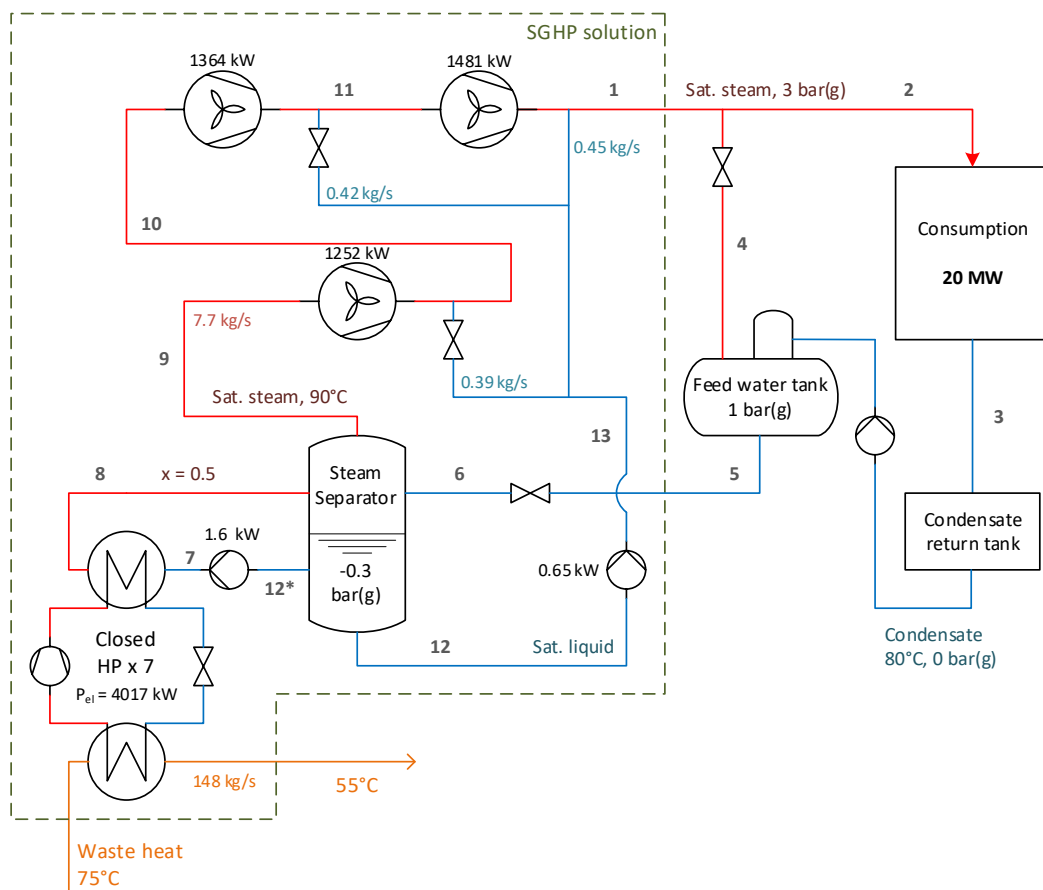 SGHP solution
1364 kW
1481 kW
11
1
Sat. steam, 3 bar(g)
2
0.45 kg/s
0.42 kg/s
10
4
Consumption
20 MW
1252 kW
7.7 kg/s
9
0.39 kg/s
Feed water tank
1 bar(g)
Sat. steam, 90°C
13
3
8
x = 0.5
Steam
Separator
6
5
Condensate
return tank
1.6 kW
7
12*
-0.3
bar(g)
0.65 kW
Closed
HP x 7
Pel = 4017 kW
12
Sat. liquid
Condensate
80°C, 0 bar(g)
148 kg/s
55°C
Waste heat
75°C